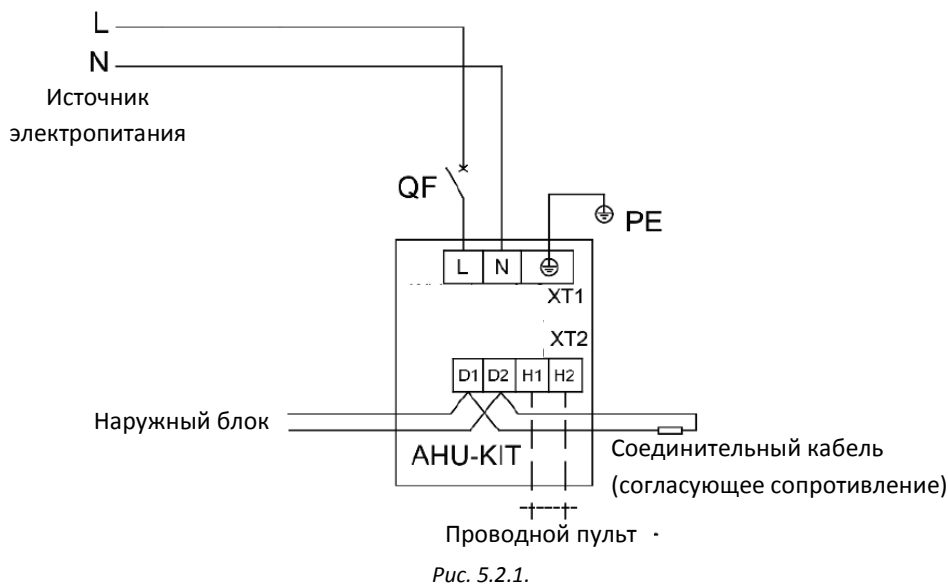 L
N
Источник
электропитания
QF
PE
L N
XT1
XT2
D1 D2 H1 H2
Наружный блок
AHU-KIT
Соединительный кабель
(согласующее сопротивление)
Проводной пульт
Рис. 5.2.1.